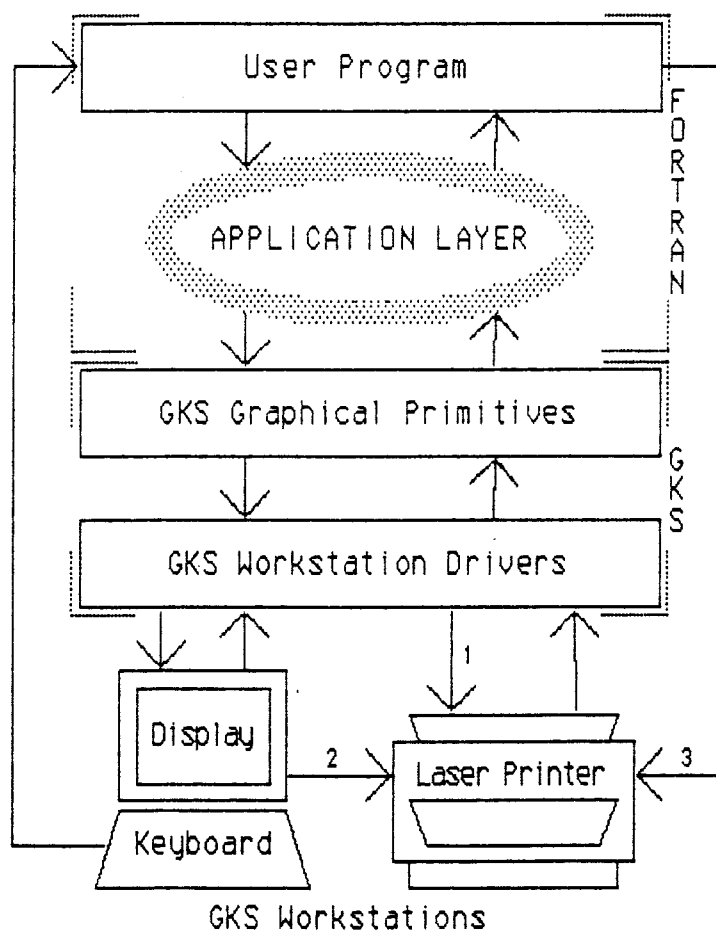 User Program
FORTRAN
APPLICATION LAYER
GKS Graphical Primitives
GKS
GKS Workstation Drivers
1
Display
2
Laser Printer
3
Keyboard
GKS Workstations